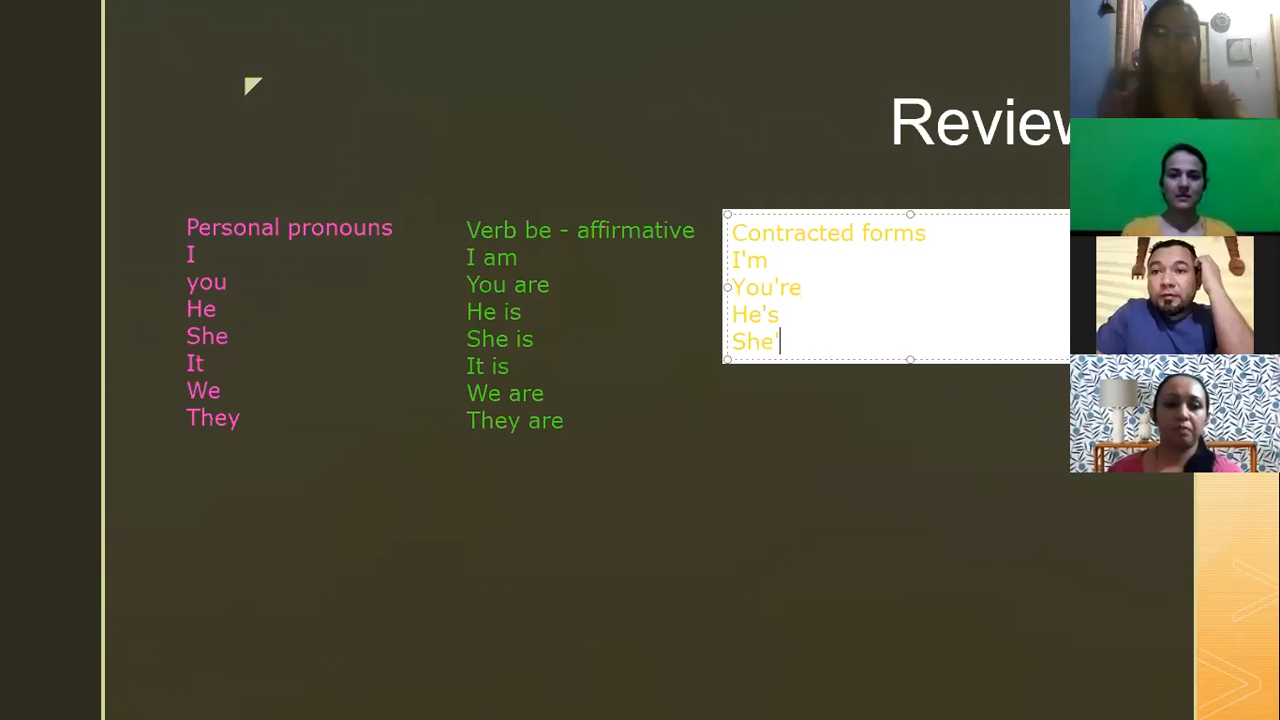 Review
Personal pronouns
I
you
He
She
It
We
They
Verb be - affirmative
I am
You are
He is
She is
It is
We are
They are
Contracted forms
I'm
You're
He's
She'